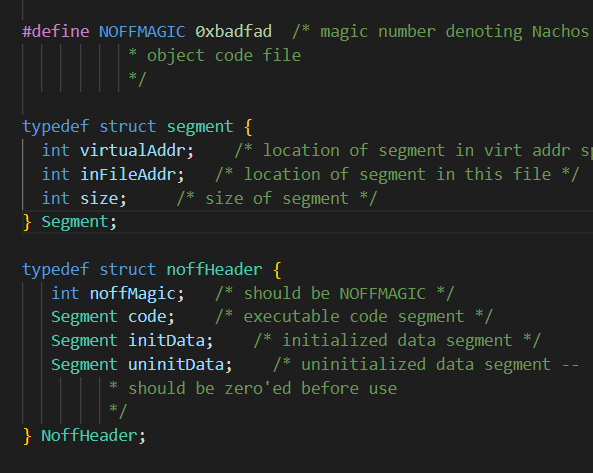 #define NOFFMAGIC 0xbadfad /* magic number denoting Nachos
* object code file
*/
typedef struct segment {
int virtualAddr; /* location of segment in virt addr
int inFileAddr; /* location of segment in this file */
int size; /* size of segment */
} Segment;
typedef struct noffHeader {
int noffMagic; /* should be NOFFMAGIC */
Segment code; /* executable code segment */
Segment initData; /* initialized data segment */
Segment uninitData; /* uninitialized data segment --
* should be zero'ed before use
*/
} NoffHeader;